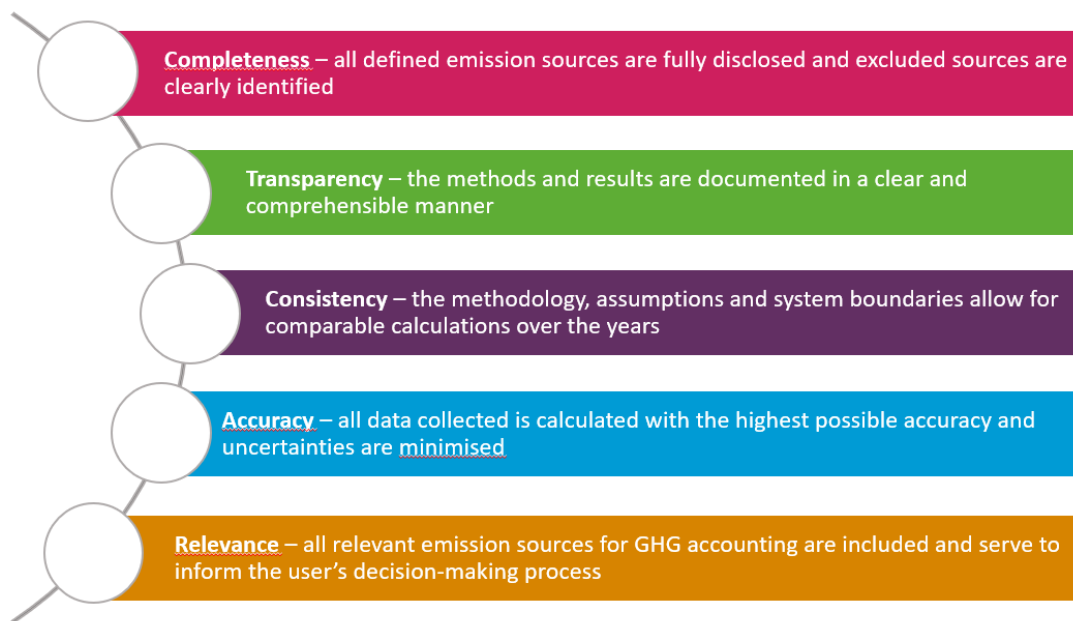 Completeness – all defined emission sources are fully disclosed and excluded sources are
clearly identified
Transparency – the methods and results are documented in a clear and
comprehensible manner
Consistency – the methodology, assumptions and system boundaries allow for
comparable calculations over the years
Accuracy – all data collected is calculated with the highest possible accuracy and
uncertainties are minimised
Relevance – all relevant emission sources for GHG accounting are included and serve to
inform the user’s decision-making process